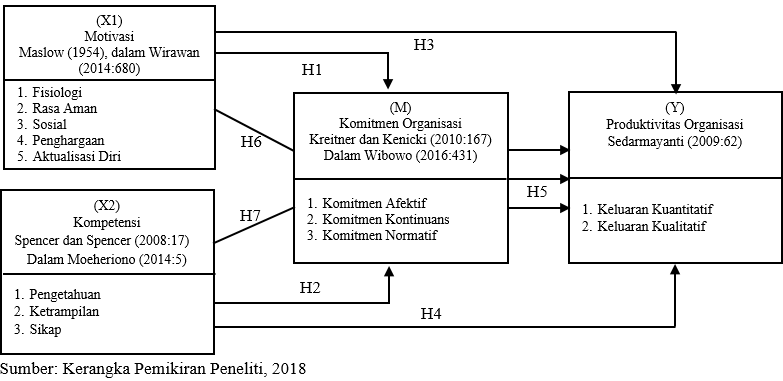 (X1)
Motivasi
Maslow (1954), dalam Wirawan
(2014:680)
1. Fisiologi
2. Rasa Aman
3. Sosial
4. Penghargaan
5. Aktualisasi Diri
H3
H1
H6
(M)
Komitmen Organisasi
Kreitner dan Kenicki (2010:167)
Dalam Wibowo (2016:431)
1. Komitmen Afektif
2. Komitmen Kontinuans
3. Komitmen Normatif
(Y)
Produktivitas Organisasi
Sedarmayanti (2009:62)
1. Keluaran Kuantitatif
2. Keluaran Kualitatif
H5
H7
(X2)
Kompetensi
Spencer dan Spencer (2008:17)
Dalam Moeheriono (2014:5)
1. Pengetahuan
2. Ketrampilan
3. Sikap
H2
H4
Sumber: Kerangka Pemikiran Peneliti, 2018